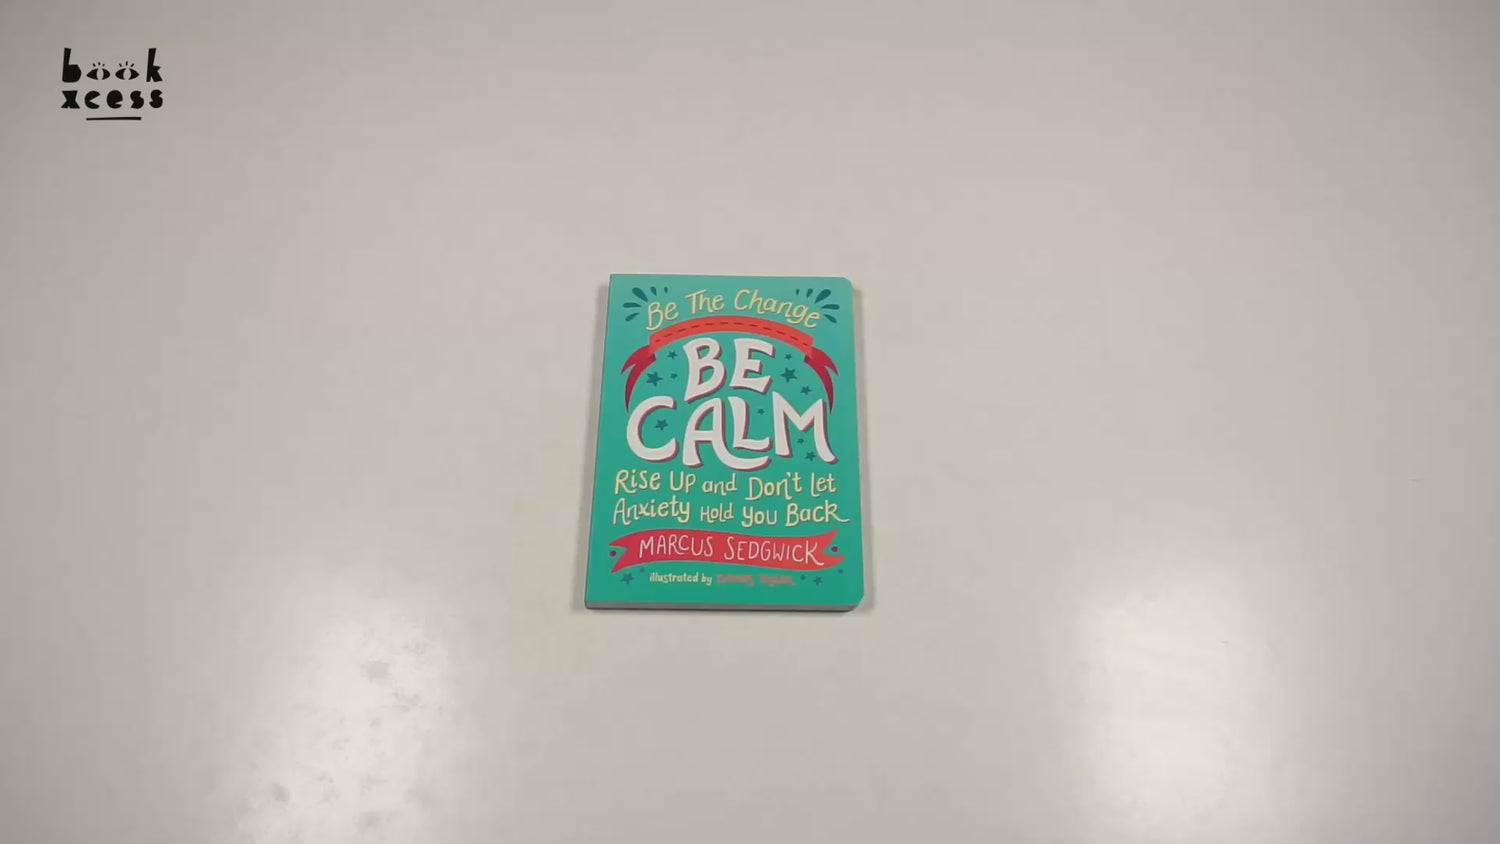 book
xcess
Be The Change
BE
CALM
Rise Up and Don't Let
Anxiety Hold you Back
MARCUS SEDGWICK
illustrated by